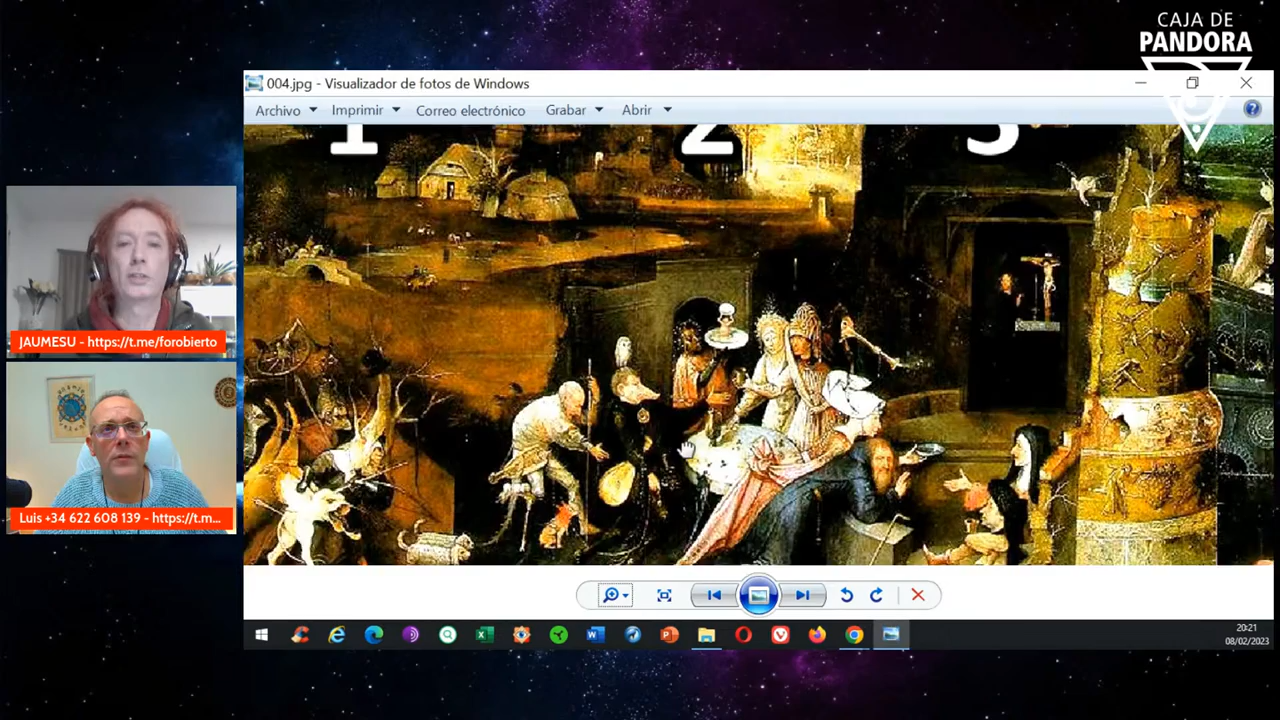 CAJA DE
PANDORA
004.jpg - Visualizador de fotos de Windows
Archivo Imprimir Correo electrónico Grabar Abrir
1 2 3
JAUMESU - https://t.me/forobierto
Luis +34 622 608 139 - https://t.m...
20:21
08/02/2023